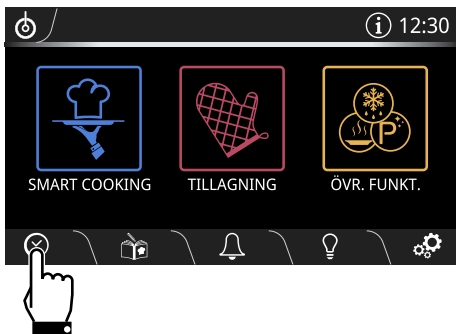 12:30
SMART COOKING
TILLAGNING
ÖVR. FUNKT.
P